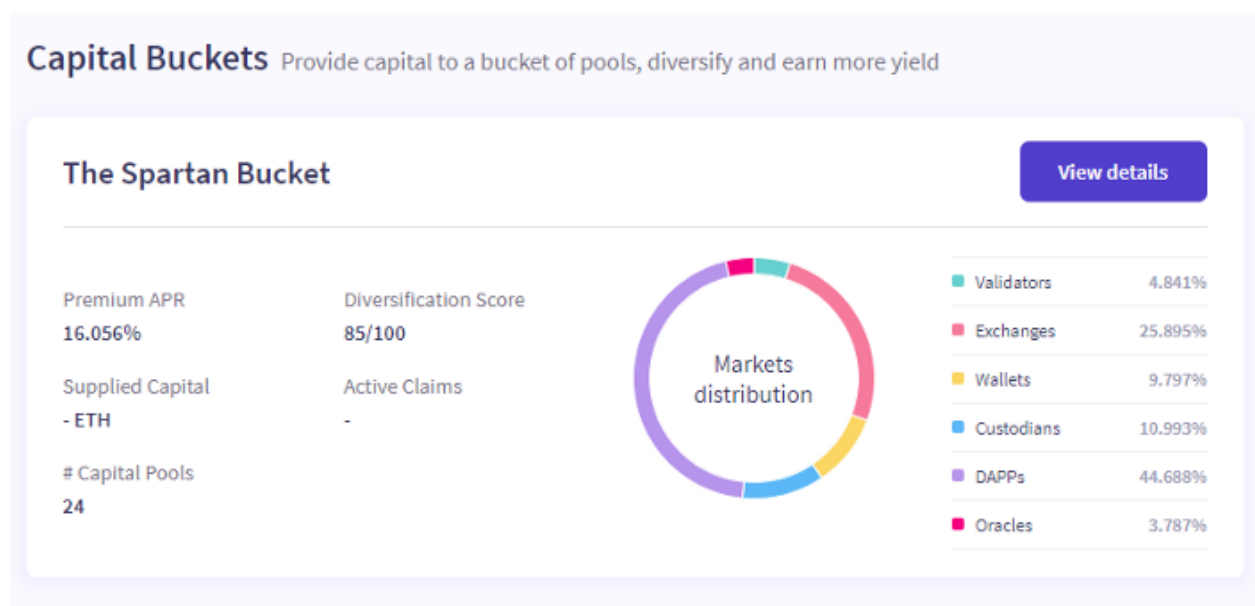 Capital Buckets Provide capital to a bucket of pools, diversify and earn more yield
The Spartan Bucket
View details
Premium APR
16.056%
Diversification Score
85/100
Supplied Capital
- ETH
Active Claims
-
# Capital Pools
24
Markets
distribution
Validators 4.841%
Exchanges 25.895%
Wallets 9.797%
Custodians 10.993%
DAPPs 44.688%
Oracles 3.787%